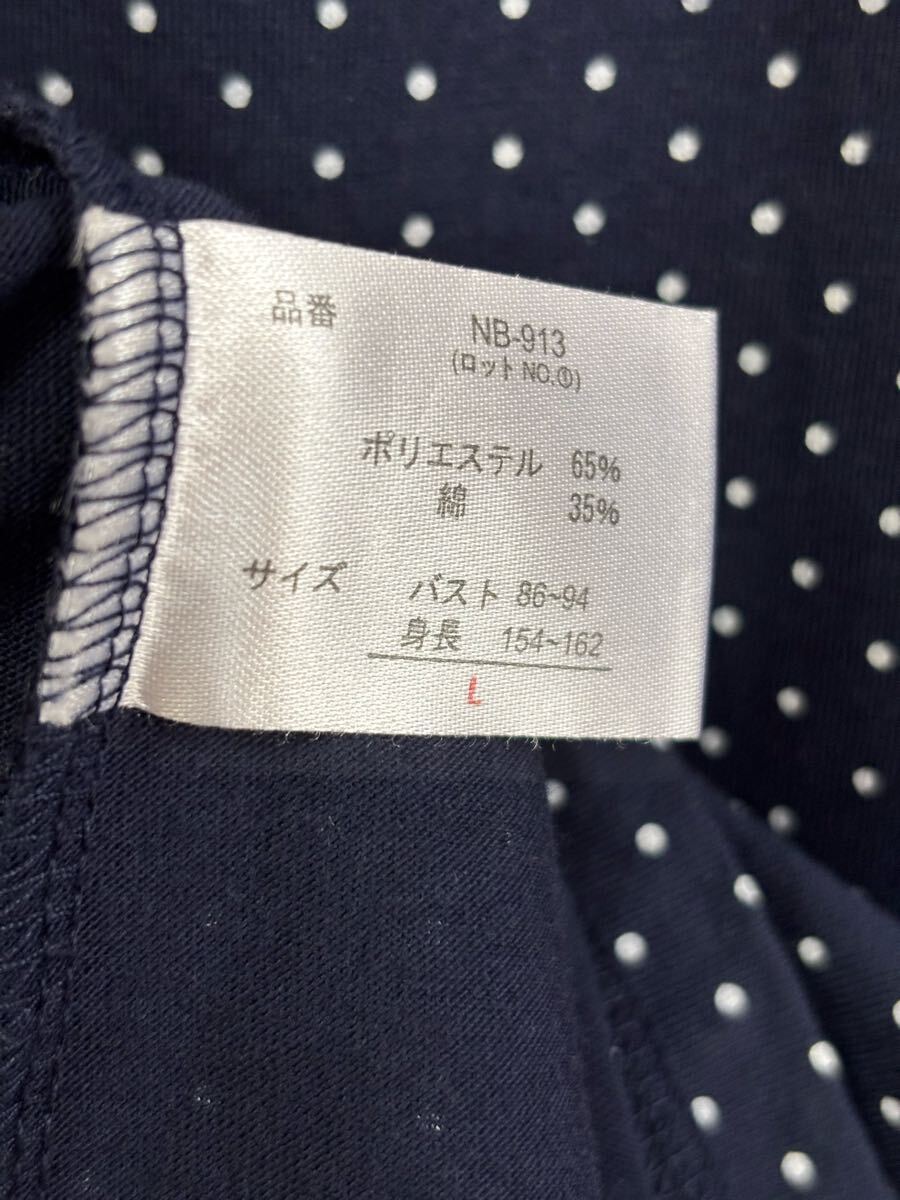 品番 NB-913
(ロットNO.①)
ポリエステル 65%
綿 35%
サイズ バスト 86~94
身長 154~162
L